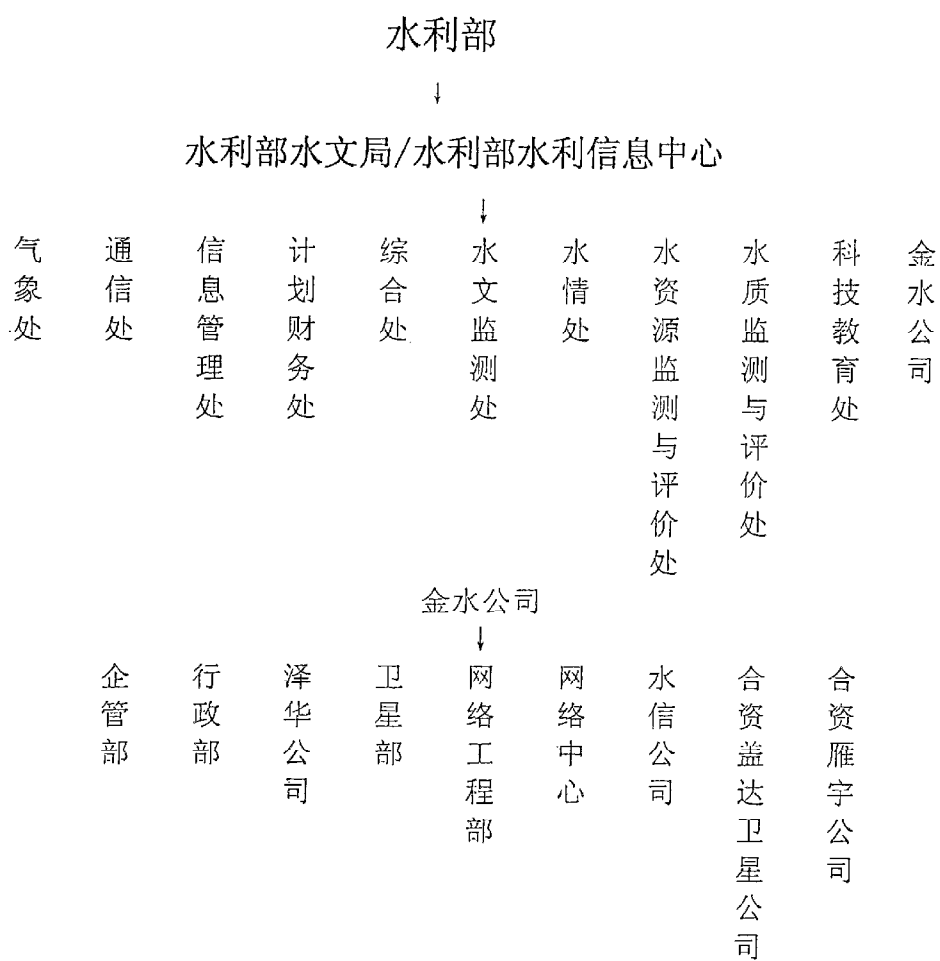 水利部
↓
水利部水文局/水利部水利信息中心
↓
气象处
通信处
信息管理处
计划财务处
综合处
水文监测处
水情处
水资源监测与评价处
水质监测与评价处
科技教育处
金水公司
金水公司
↓
企管部
行政部
泽华公司
卫星部
网络工程部
网络中心
水信公司
合资盖达卫星公司
合资雁宇公司